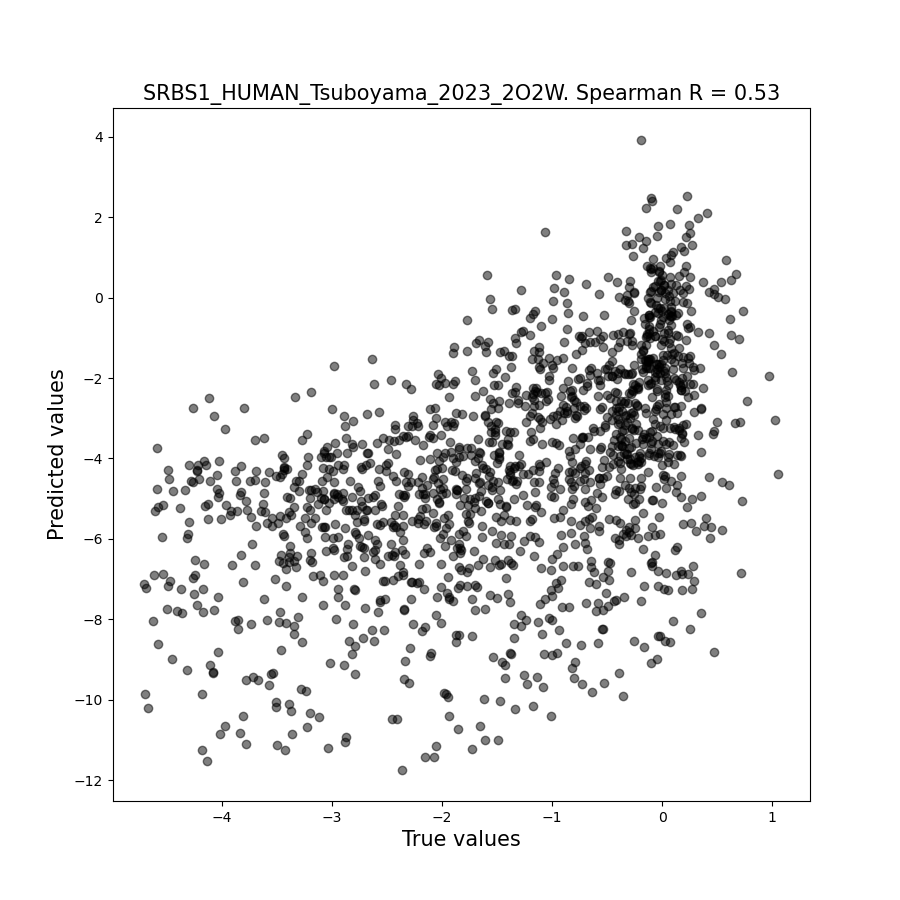 SRBS1_HUMAN_Tsuboyama_2023_2O2W. Spearman R = 0.53
4
2
0
−2
−4
−6
−8
−10
−12
Predicted values
−4 −3 −2 −1 0 1
True values